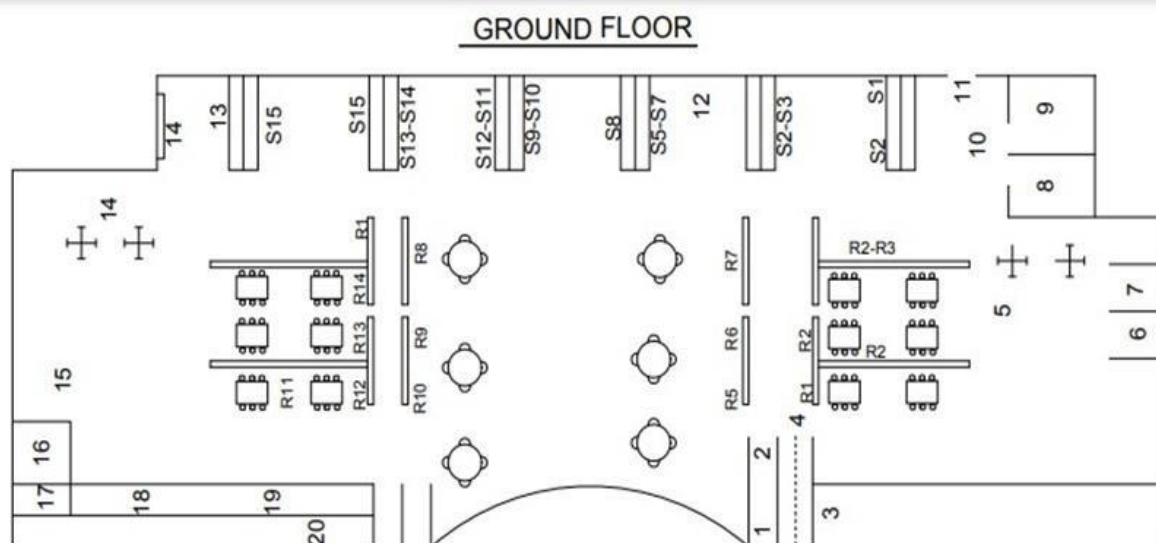 GROUND FLOOR
14
13
S15
S15
S13-S14
S12-S11
S9-S10
S8
S5-S7
12
S2-S3
S1
S2
11
10
9
8
14
R1
R8
R7
R2-R3
R14
5
7
6
R13
R9
R6
R2
R2
15
R11
R12
R10
R5
R1
4
16
17
18
19
20
2
1
3